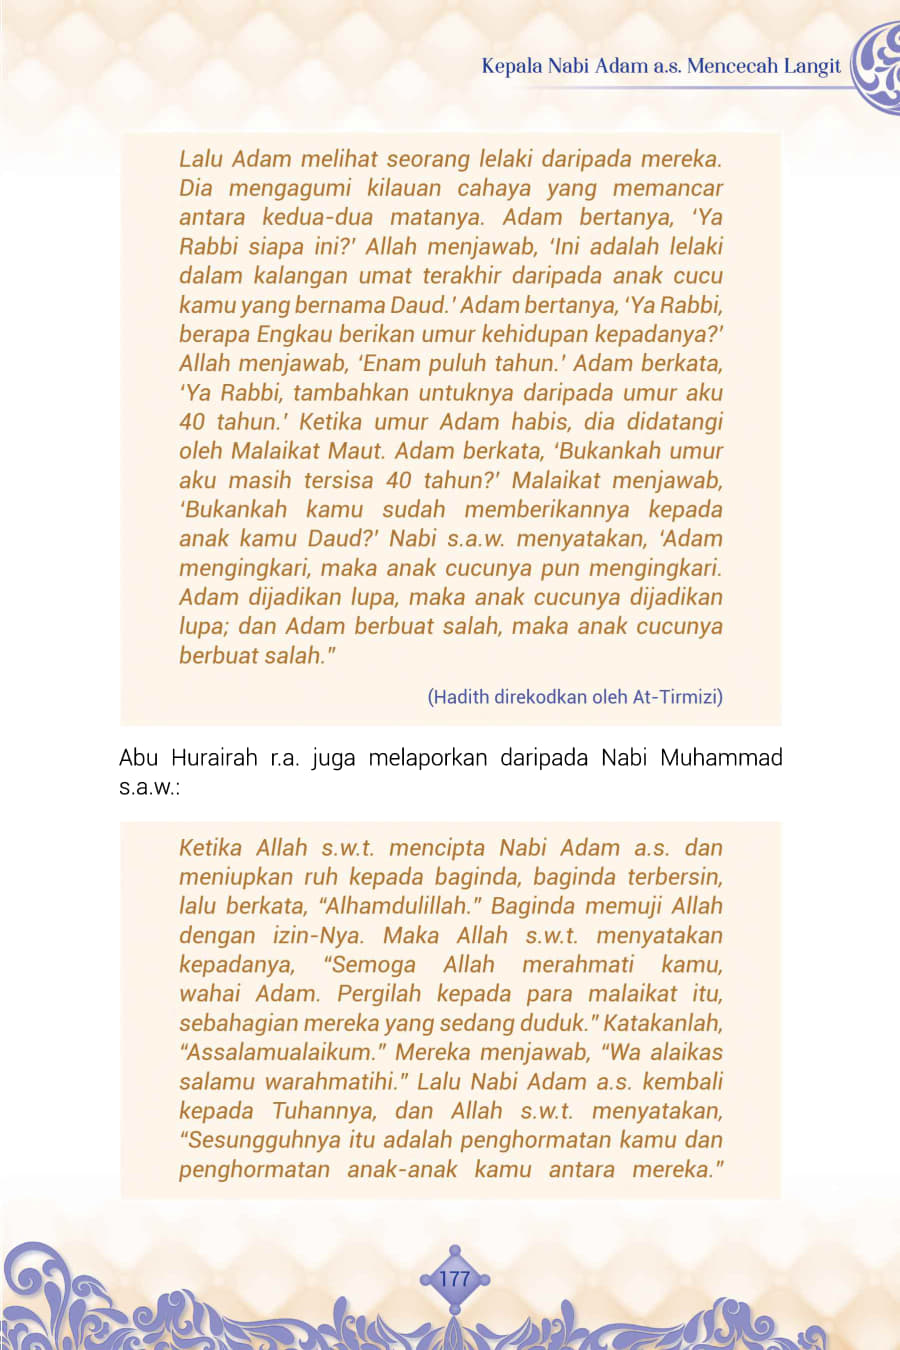 Kepala Nabi Adam a.s. Mencecah Langit
Lalu Adam melihat seorang lelaki daripada mereka.
Dia mengagumi kilauan cahaya yang memancar
antara kedua-dua matanya. Adam bertanya, ‘Ya
Rabbi siapa ini?’ Allah menjawab, ‘Ini adalah lelaki
dalam kalangan umat terakhir daripada anak cucu
kamu yang bernama Daud.’ Adam bertanya, ‘Ya Rabbi,
berapa Engkau berikan umur kehidupan kepadanya?’
Allah menjawab, ‘Enam puluh tahun.’ Adam berkata,
‘Ya Rabbi, tambahkan untuknya daripada umur aku
40 tahun.’ Ketika umur Adam habis, dia didatangi
oleh Malaikat Maut. Adam berkata, ‘Bukankah umur
aku masih tersisa 40 tahun?’ Malaikat menjawab,
‘Bukankah kamu sudah memberikannya kepada
anak kamu Daud?’ Nabi s.a.w. menyatakan, ‘Adam
mengingkari, maka anak cucunya pun mengingkari.
Adam dijadikan lupa, maka anak cucunya dijadikan
lupa; dan Adam berbuat salah, maka anak cucunya
berbuat salah.”
(Hadith direkodkan oleh At-Tirmizi)
Abu Hurairah r.a. juga melaporkan daripada Nabi Muhammad
s.a.w.:
Ketika Allah s.w.t. mencipta Nabi Adam a.s. dan
meniupkan ruh kepada baginda, baginda terbersin,
lalu berkata, “Alhamdulillah.” Baginda memuji Allah
dengan izin-Nya. Maka Allah s.w.t. menyatakan
kepadanya, “Semoga Allah merahmati kamu,
wahai Adam. Pergilah kepada para malaikat itu,
sebahagian mereka yang sedang duduk.” Katakanlah,
“Assalamualaikum.” Mereka menjawab, “Wa alaikas
salamu warahmatihi.” Lalu Nabi Adam a.s. kembali
kepada Tuhannya, dan Allah s.w.t. menyatakan,
“Sesungguhnya itu adalah penghormatan kamu dan
penghormatan anak-anak kamu antara mereka.”
177